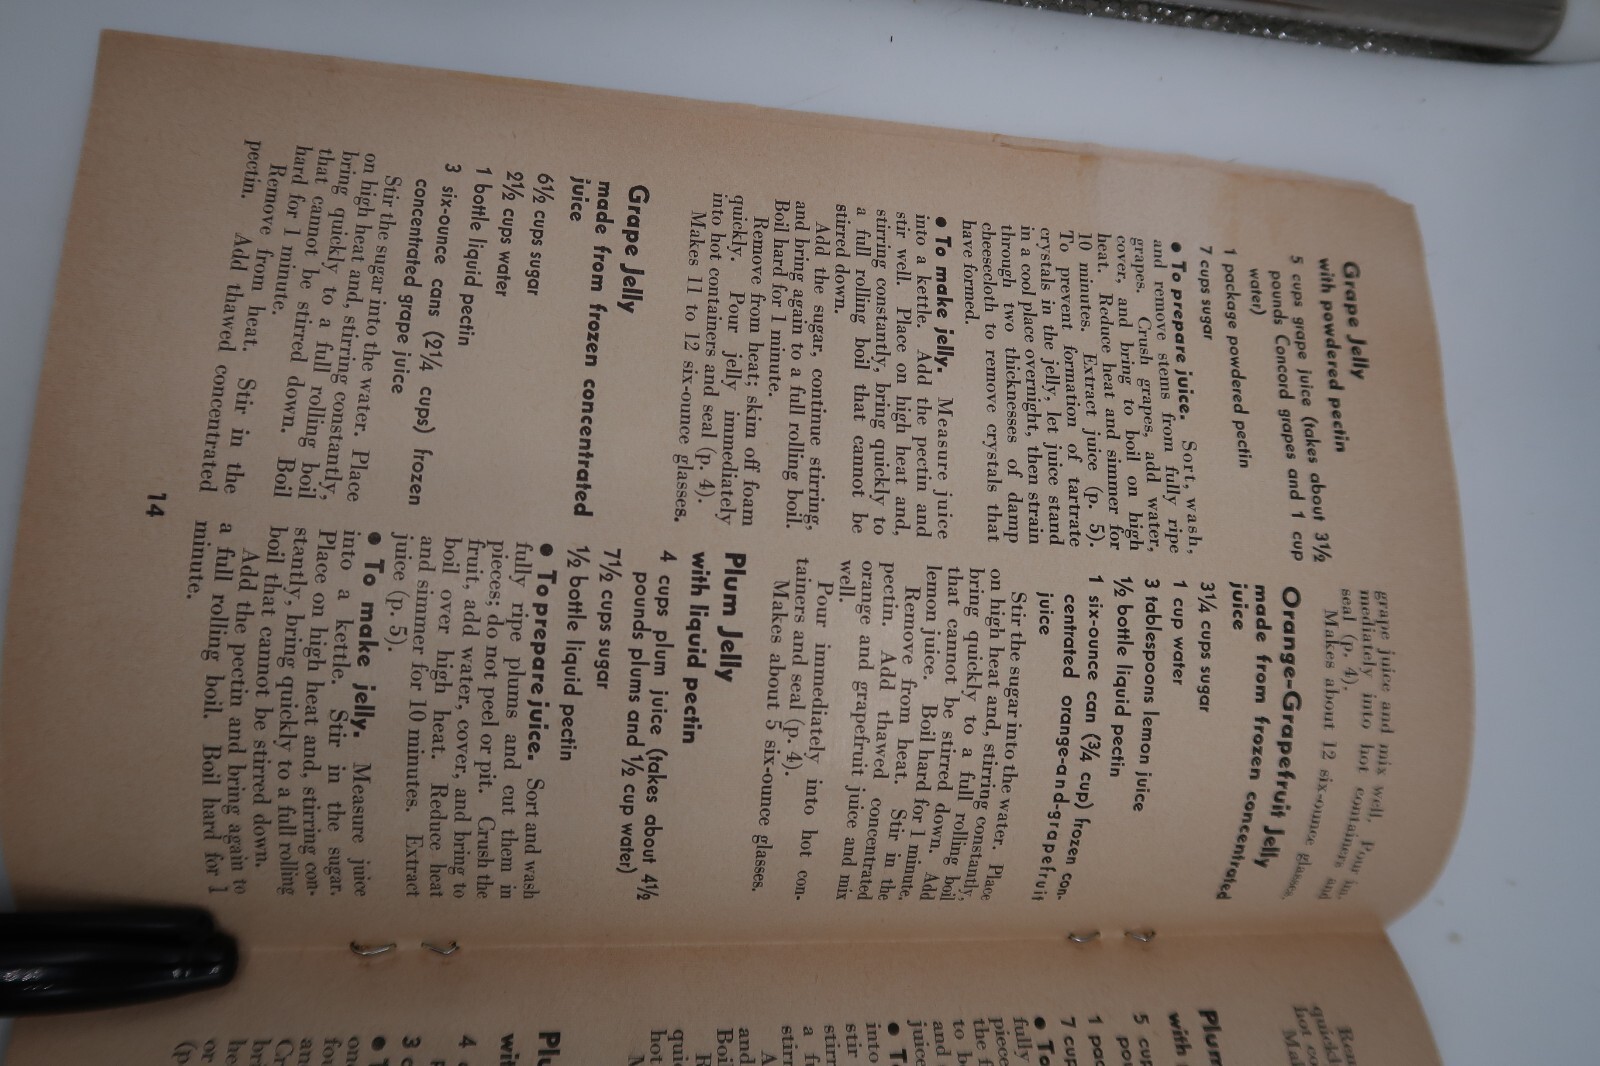 Grape Jelly
with powdered pectin
5 cups grape juice (takes about 3½
pounds Concord grapes and 1 cup
water)
1 package powdered pectin
7 cups sugar
● To prepare juice. Sort, wash,
and remove stems from fully ripe
grapes. Crush grapes, add water,
cover, and bring to boil on high
heat. Reduce heat and simmer for
10 minutes. Extract juice (p. 5).
To prevent formation of tartrate
crystals in the jelly, let juice stand
in a cool place overnight, then strain
through two thicknesses of damp
cheesecloth to remove crystals that
have formed.
● To make jelly. Measure juice
into a kettle. Add the pectin and
stir well. Place on high heat and,
stirring constantly, bring quickly to
a full rolling boil that cannot be
stirred down.
Add the sugar, continue stirring,
and bring again to a full rolling boil.
Boil hard for 1 minute.
Remove from heat; skim off foam
quickly. Pour jelly immediately
into hot containers and seal (p. 4).
Makes 11 to 12 six-ounce glasses.
Grape Jelly
made from frozen concentrated
juice
6½ cups sugar
2½ cups water
1 bottle liquid pectin
3 six-ounce cans (2¼ cups) frozen
concentrated grape juice
Stir the sugar into the water. Place
on high heat and, stirring constantly,
bring quickly to a full rolling boil
that cannot be stirred down. Boil
hard for 1 minute.
Remove from heat. Stir in the
pectin. Add thawed concentrated
grape juice and mix well. Pour im-
mediately into hot containers and
seal (p. 4).
Makes about 12 six-ounce glasses.
Orange-Grapefruit Jelly
made from frozen concentrated
juice
3¼ cups sugar
1 cup water
3 tablespoons lemon juice
½ bottle liquid pectin
1 six-ounce can (¾ cup) frozen con-
centrated orange-and-grapefruit
juice
Stir the sugar into the water. Place
on high heat and, stirring constantly,
bring quickly to a full rolling boil
that cannot be stirred down. Add
lemon juice. Boil hard for 1 minute.
Remove from heat. Stir in the
pectin. Add thawed concentrated
orange and grapefruit juice and mix
well.
Pour immediately into hot con-
tainers and seal (p. 4).
Makes about 5 six-ounce glasses.
Plum Jelly
with liquid pectin
4 cups plum juice (takes about 4½
pounds plums and ½ cup water)
7½ cups sugar
½ bottle liquid pectin
● To prepare juice. Sort and wash
fully ripe plums and cut them in
pieces; do not peel or pit. Crush the
fruit, add water, cover, and bring to
boil over high heat. Reduce heat
and simmer for 10 minutes. Extract
juice (p. 5).
● To make jelly. Measure juice
into a kettle. Stir in the sugar.
Place on high heat and, stirring con-
stantly, bring quickly to a full rolling
boil that cannot be stirred down.
Add the pectin and bring again to
a full rolling boil. Boil hard for 1
minute.
14
Plum
with
5
1
7 cup
● To
fully
to
and
juice
into
stir
a
and
hot
4
3